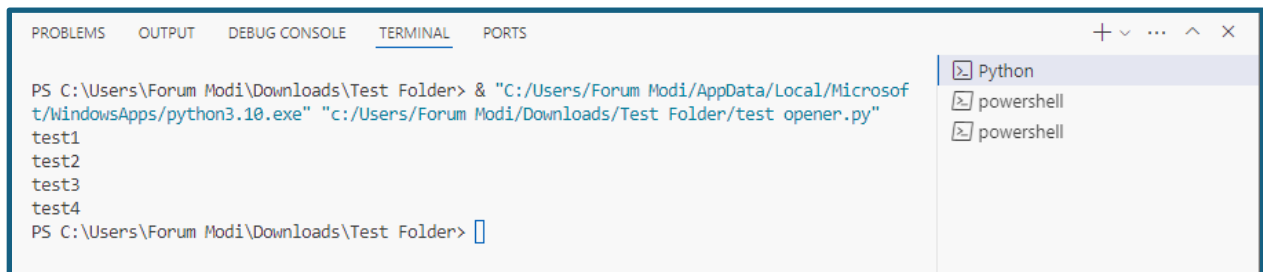 PROBLEMS OUTPUT DEBUG CONSOLE TERMINAL PORTS
PS C:\Users\Forum Modi\Downloads\Test Folder> & "C:/Users/Forum Modi/AppData/Local/Microsof
t/WindowsApps/python3.10.exe" "c:/Users/Forum Modi/Downloads/Test Folder/test opener.py"
test1
test2
test3
test4
PS C:\Users\Forum Modi\Downloads\Test Folder>
Python
powershell
powershell